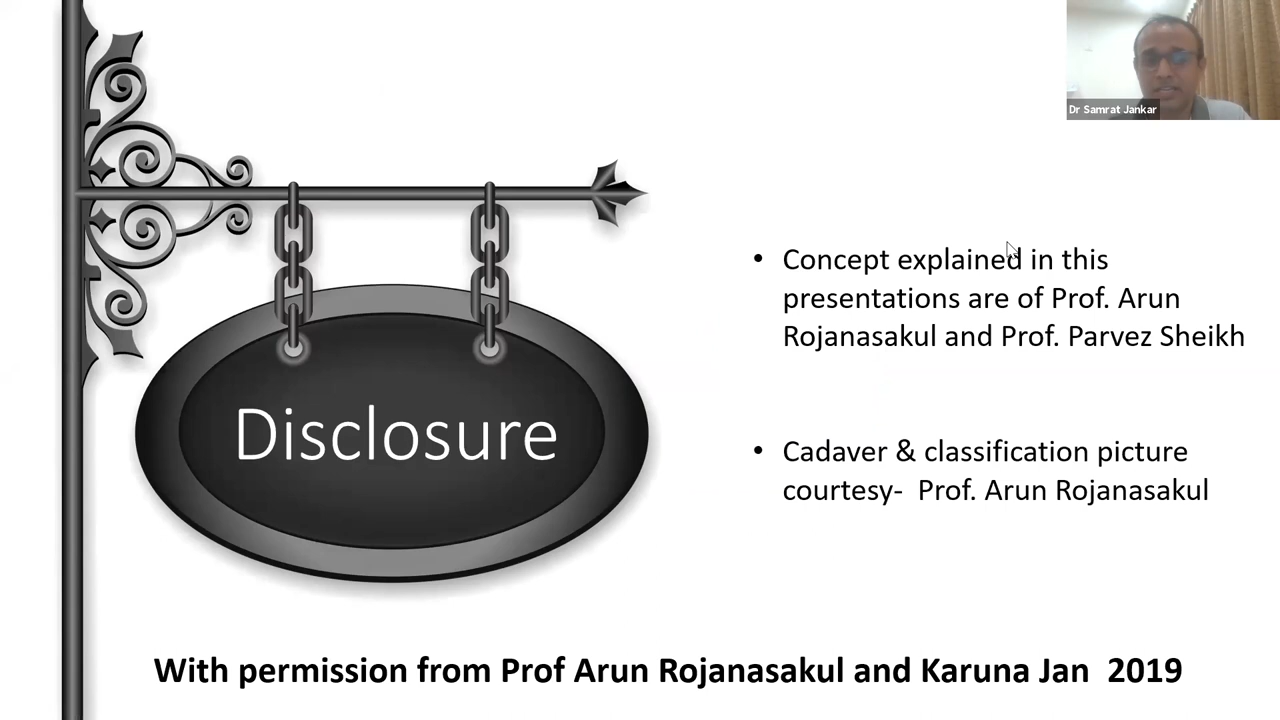 Dr Samrat Jankar
Disclosure
• Concept explained in this
presentations are of Prof. Arun
Rojanasakul and Prof. Parvez Sheikh
• Cadaver & classification picture
courtesy-  Prof. Arun Rojanasakul
With permission from Prof Arun Rojanasakul and Karuna Jan  2019